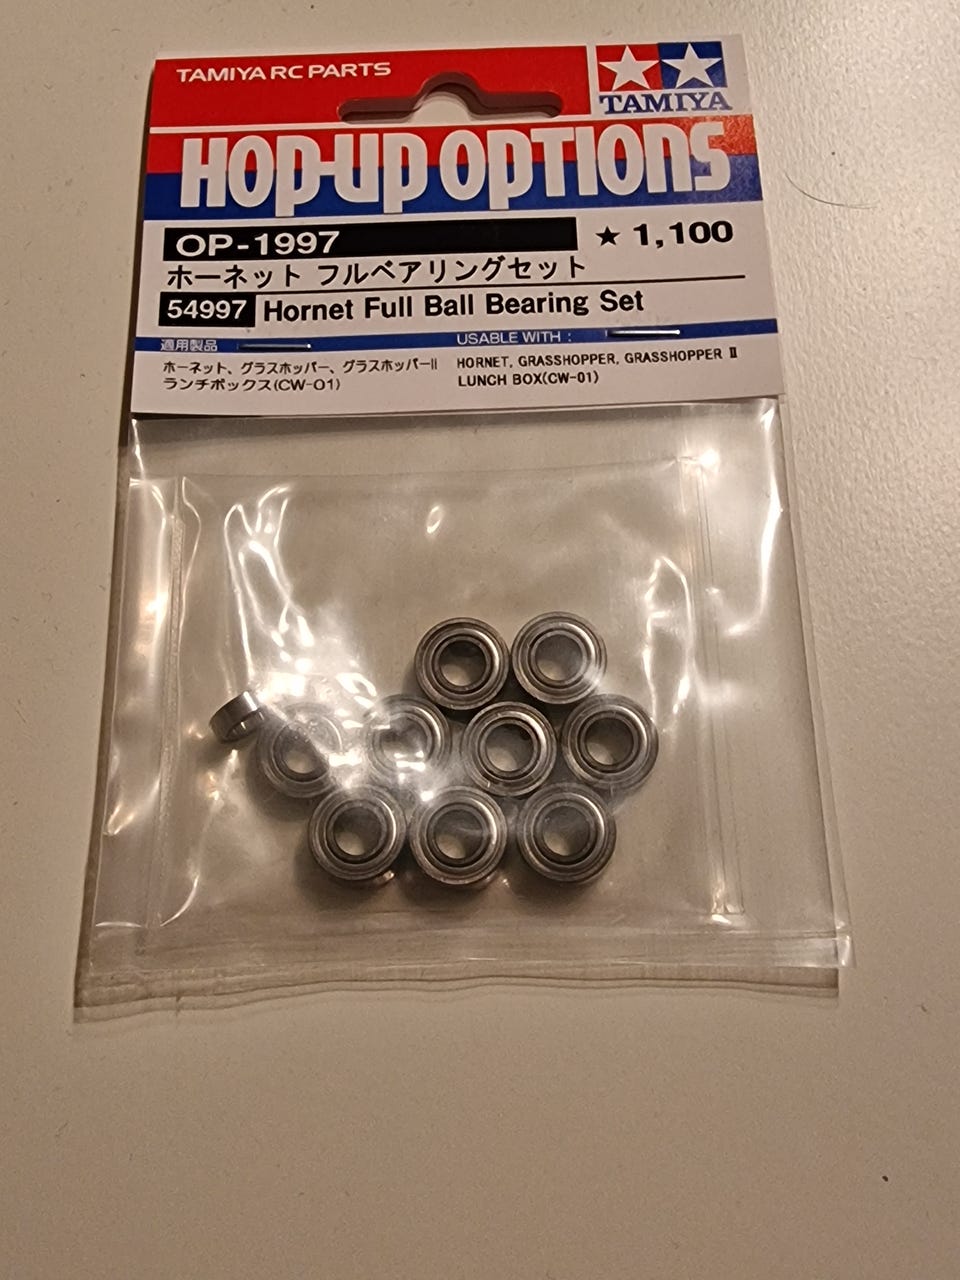 TAMIYA RC PARTS
TAMIYA
HOP-UP OPTIONS
OP-1997
★ 1,100
ホーネット フルベアリングセット
54997 Hornet Full Ball Bearing Set
適用製品
ホーネット、グラスホッパー、グラスホッパーII
ランチボックス(CW-01)
USABLE WITH :
HORNET, GRASSHOPPER, GRASSHOPPER II
LUNCH BOX(CW-01)